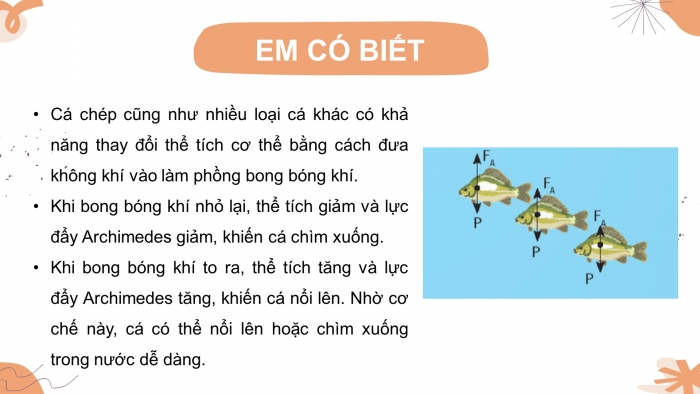 EM CÓ BIẾT
• Cá chép cũng như nhiều loại cá khác có khả
năng thay đổi thể tích cơ thể bằng cách đưa
không khí vào làm phồng bong bóng khí.
• Khi bong bóng khí nhỏ lại, thể tích giảm và lực
đẩy Archimedes giảm, khiến cá chìm xuống.
• Khi bong bóng khí to ra, thể tích tăng và lực
đẩy Archimedes tăng, khiến cá nổi lên. Nhờ cơ
chế này, cá có thể nổi lên hoặc chìm xuống
trong nước dễ dàng.
FA
P
FA
P
FA
P